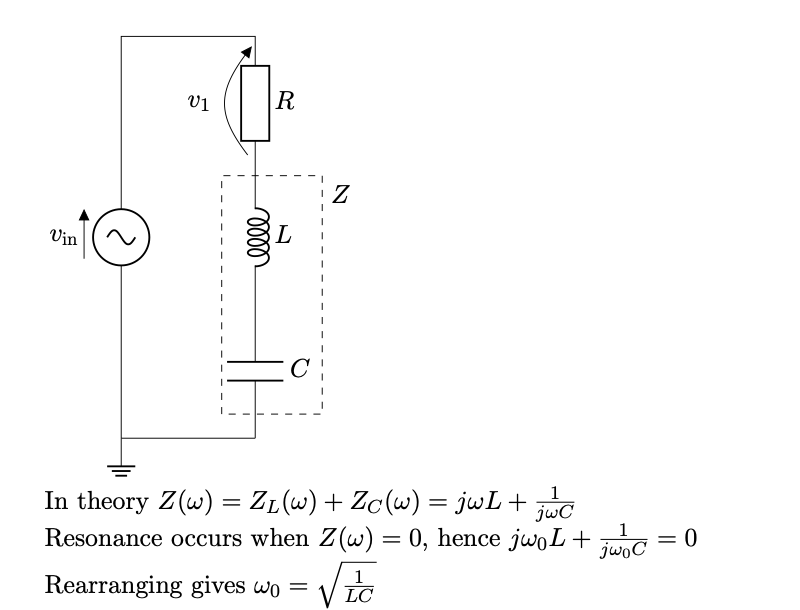 v₁
R
Z
v_in
L
C
In theory Z(ω) = Z_L(ω) + Z_C(ω) = jωL + 1/(jωC)
Resonance occurs when Z(ω) = 0, hence jω₀L + 1/(jω₀C) = 0
Rearranging gives ω₀ = √(1/(LC))